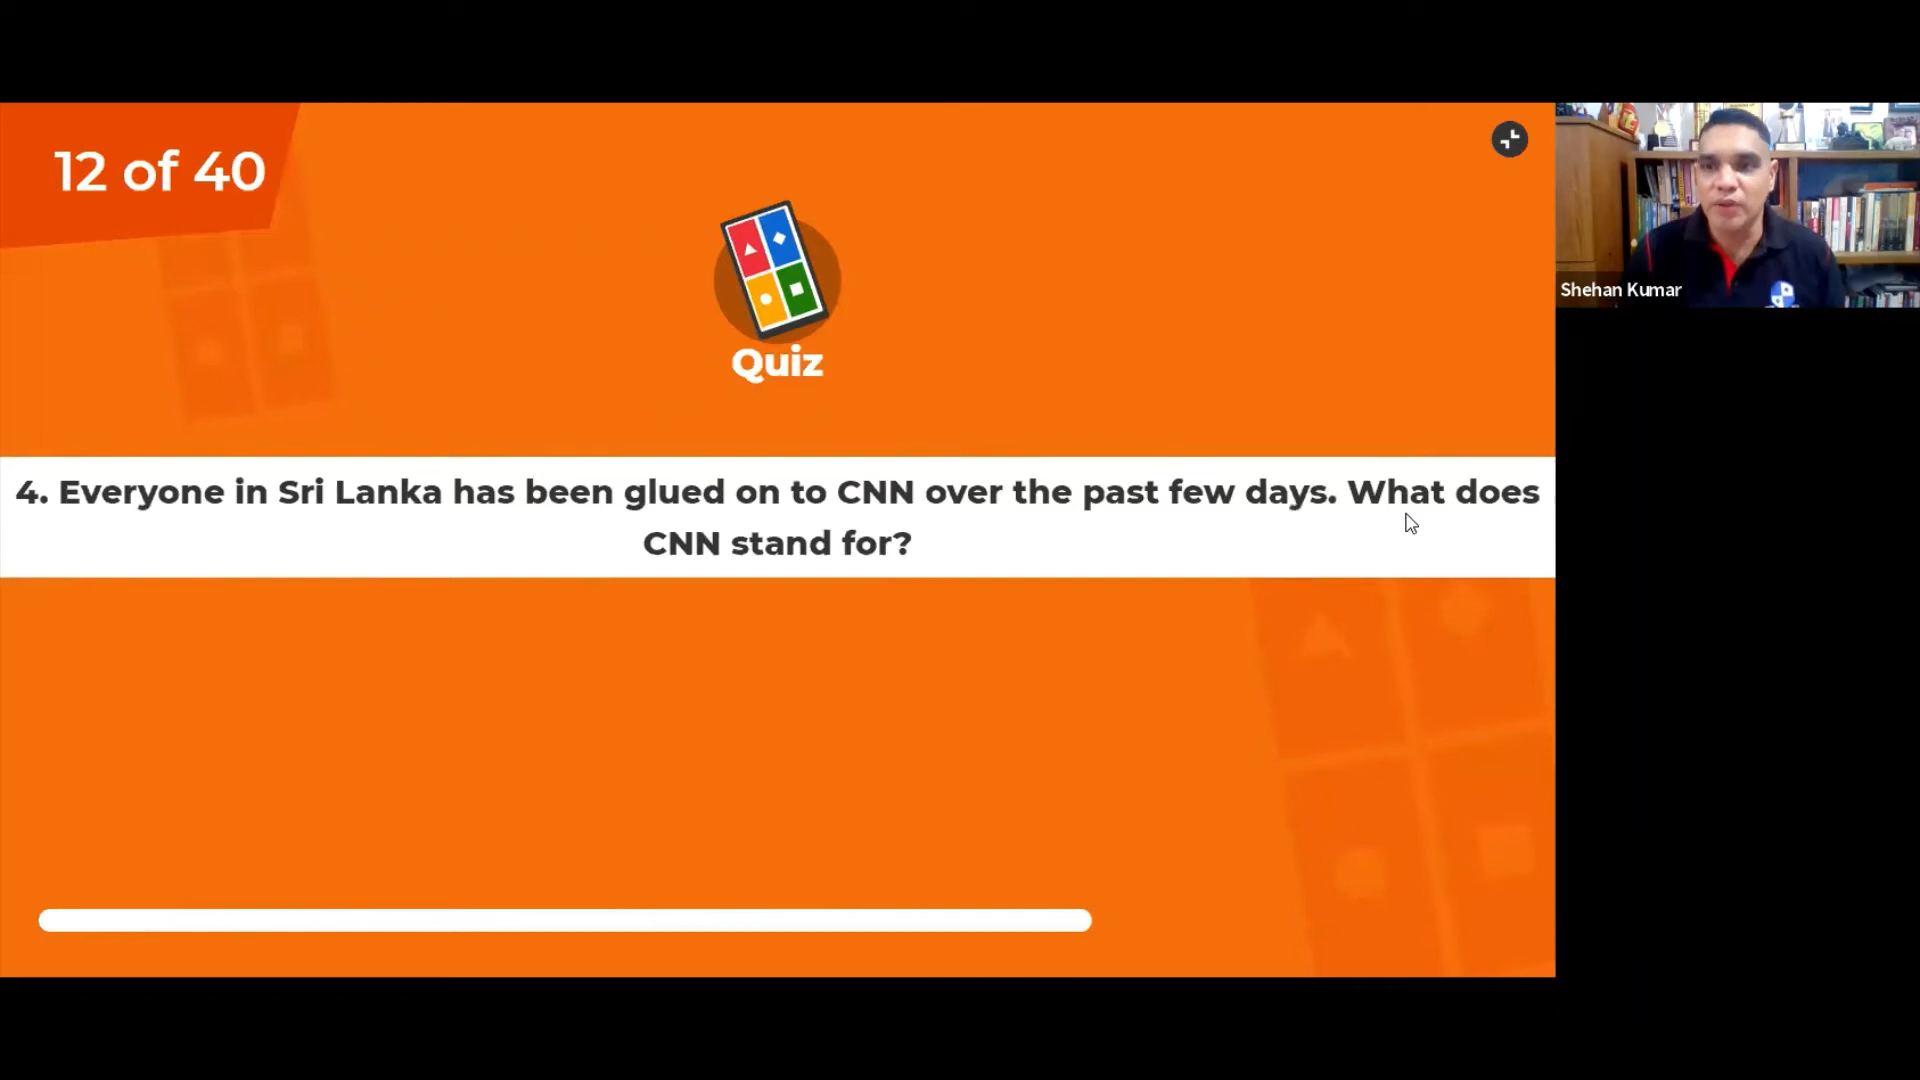 12 of 40
Quiz
4. Everyone in Sri Lanka has been glued on to CNN over the past few days. What does
CNN stand for?
Shehan Kumar